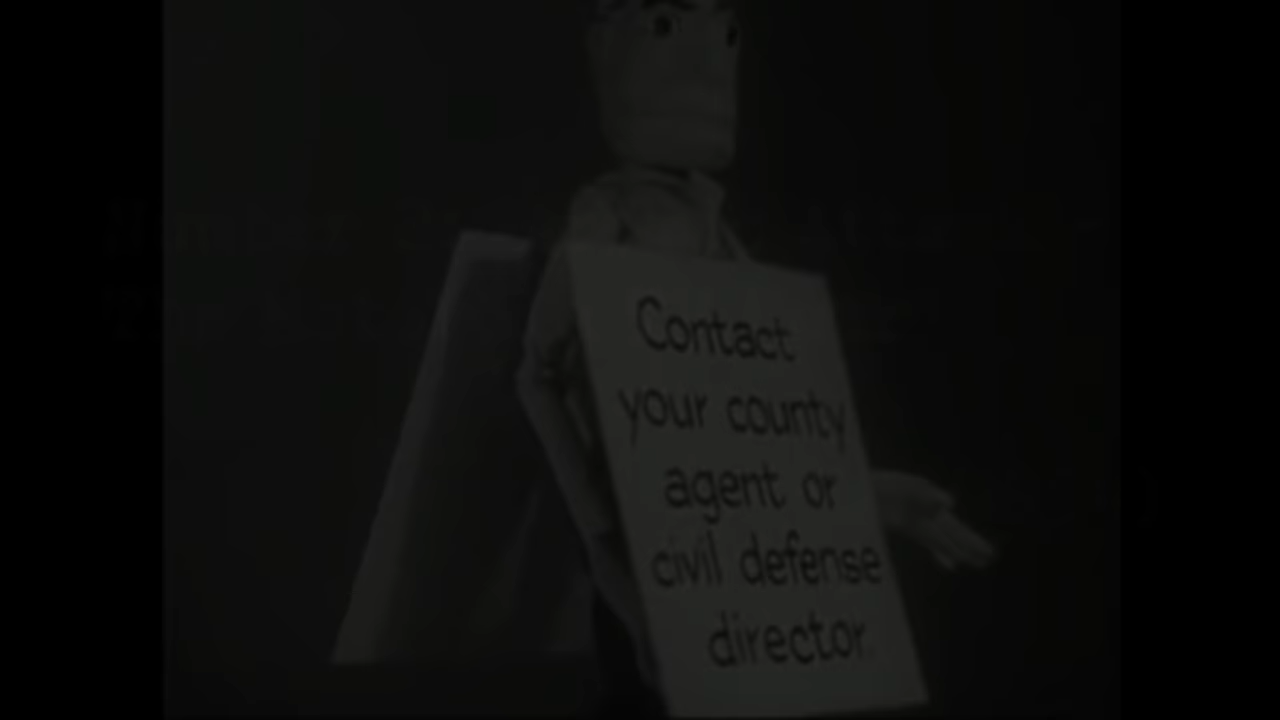 Contact
your county
agent or
civil defense
director.